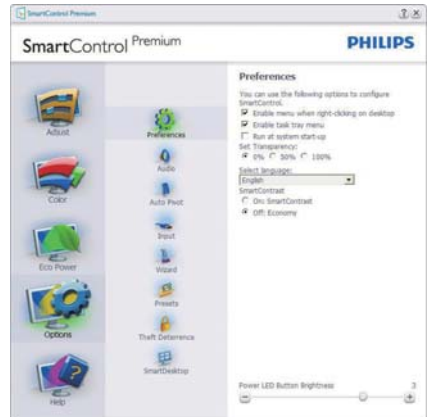 SmartControl Premium
SmartControl Premium
PHILIPS
Adjust
Color
Eco Power
Options
Help
Preferences
Audio
Auto Pivot
Input
Wizard
Presets
Theft Deterrence
SmartDesktop
Preferences
You can use the following options to configure
SmartControl.
Enable menu when right-clicking on desktop
Enable task tray menu
Run at system start-up
Set Transparency:
0% 50% 100%
Select language:
English
SmartContrast
On: SmartContrast
Off: Economy
Power LED Button Brightness 3